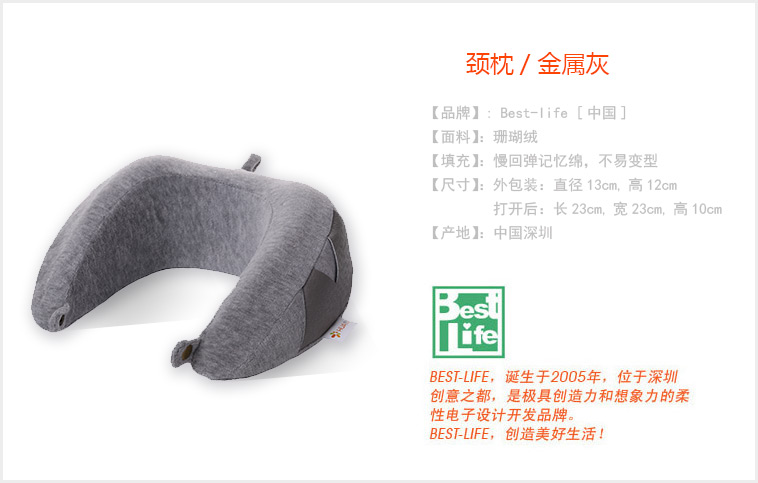 颈枕 / 金属灰
【品牌】: Best-life [ 中国 ]
【面料】: 珊瑚绒
【填充】: 慢回弹记忆绵，不易变型
【尺寸】: 外包装：直径 13cm, 高 12cm
打开后：长 23cm, 宽 23cm, 高 10cm
【产地】: 中国深圳
Best
Life
BEST-LIFE，诞生于2005年，位于深圳
创意之都，是极具创造力和想象力的柔
性电子设计开发品牌。
BEST-LIFE，创造美好生活！